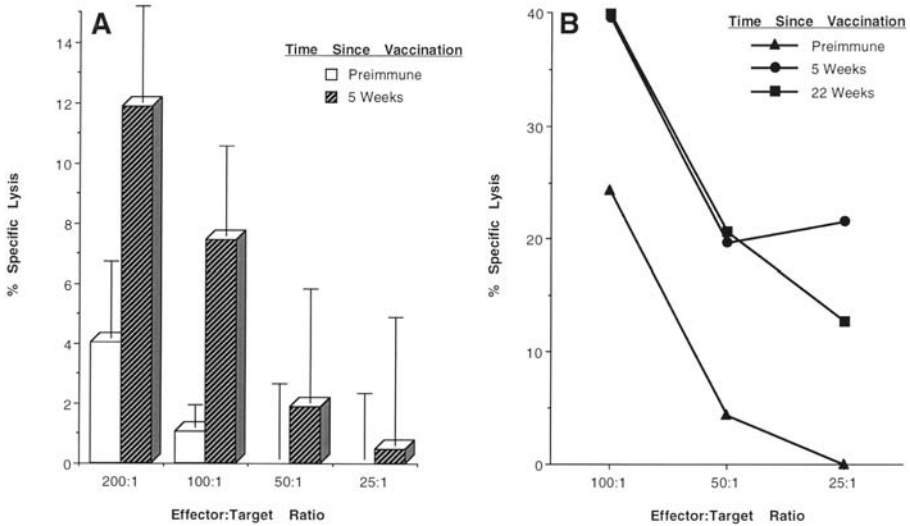 A
Time Since Vaccination
Preimmune
5 Weeks
% Specific Lysis
14
12
10
8
6
4
2
0
200:1 100:1 50:1 25:1
Effector:Target Ratio
B
Time Since Vaccination
Preimmune
5 Weeks
22 Weeks
% Specific Lysis
40
30
20
10
0
100:1 50:1 25:1
Effector:Target Ratio